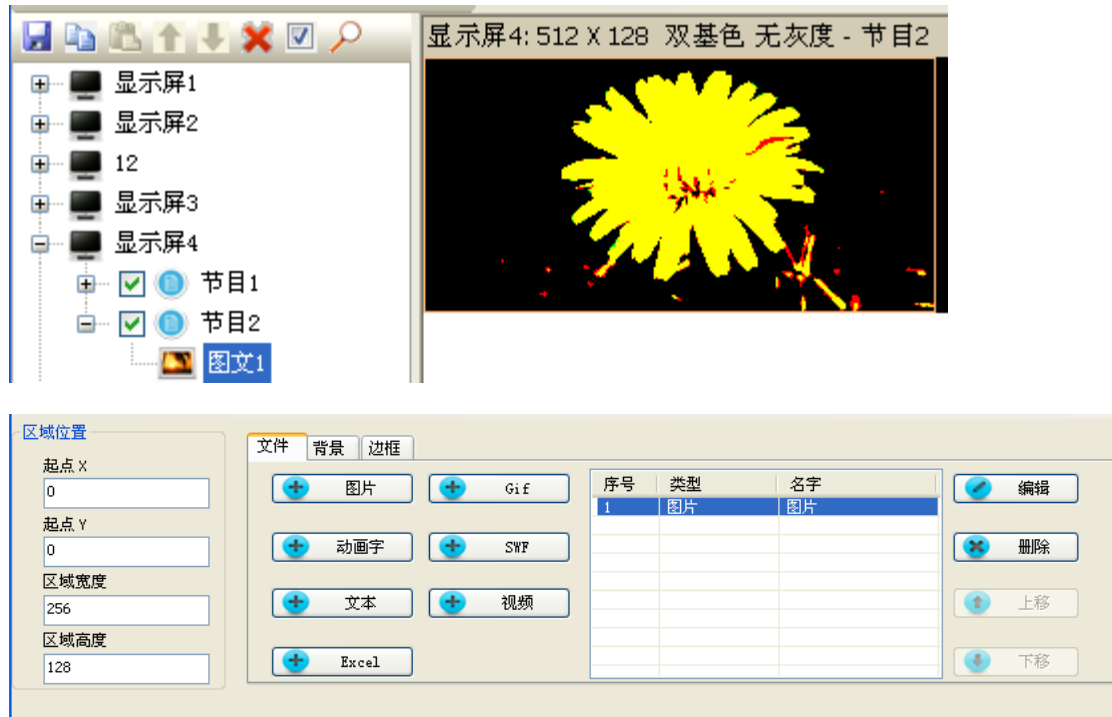 显示屏4: 512 X 128 双基色 无灰度 - 节目2
显示屏1
显示屏2
12
显示屏3
显示屏4
节目1
节目2
图文1
区域位置
起点 X
0
起点 Y
0
区域宽度
256
区域高度
128
文件 背景 边框
图片 Gif
动画字 SWF
文本 视频
Excel
序号 类型 名字
1 图片 图片
编辑
删除
上移
下移